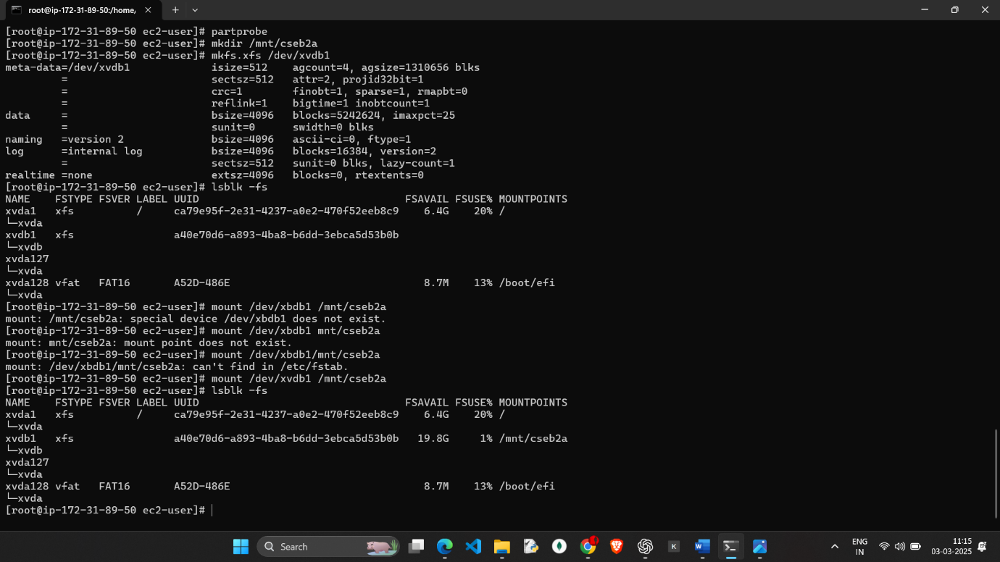 root@ip-172-31-89-50:/home/
[root@ip-172-31-89-50 ec2-user]# partprobe
[root@ip-172-31-89-50 ec2-user]# mkdir /mnt/cseb2a
[root@ip-172-31-89-50 ec2-user]# mkfs.xfs /dev/xvdb1
meta-data=/dev/xvdb1             isize=512    agcount=4, agsize=1310656 blks
         =                       sectsz=512   attr=2, projid32bit=1
         =                       crc=1        finobt=1, sparse=1, rmapbt=0
         =                       reflink=1    bigtime=1 inobtcount=1
data     =                       bsize=4096   blocks=5242624, imaxpct=25
         =                       sunit=0      swidth=0 blks
naming   =version 2              bsize=4096   ascii-ci=0, ftype=1
log      =internal log           bsize=4096   blocks=16384, version=2
         =                       sectsz=512   sunit=0 blks, lazy-count=1
realtime =none                   extsz=4096   blocks=0, rtextents=0
[root@ip-172-31-89-50 ec2-user]# lsblk -fs
NAME    FSTYPE FSVER LABEL UUID                                 FSAVAIL FSUSE% MOUNTPOINTS
xvda1   xfs          /     ca79e95f-2e31-4237-a0e2-470f52eeb8c9    6.4G    20% /
└─xvda
xvdb1   xfs                a40e70d6-a893-4ba8-b6dd-3ebca5d53b0b
└─xvdb
xvda127
└─xvda
xvda128 vfat   FAT16       A52D-486E                               8.7M    13% /boot/efi
└─xvda
[root@ip-172-31-89-50 ec2-user]# mount /dev/xbdb1 /mnt/cseb2a
mount: /mnt/cseb2a: special device /dev/xbdb1 does not exist.
[root@ip-172-31-89-50 ec2-user]# mount /dev/xbdb1 mnt/cseb2a
mount: mnt/cseb2a: mount point does not exist.
[root@ip-172-31-89-50 ec2-user]# mount /dev/xbdb1/mnt/cseb2a
mount: /dev/xbdb1/mnt/cseb2a: can't find in /etc/fstab.
[root@ip-172-31-89-50 ec2-user]# mount /dev/xvdb1 /mnt/cseb2a
[root@ip-172-31-89-50 ec2-user]# lsblk -fs
NAME    FSTYPE FSVER LABEL UUID                                 FSAVAIL FSUSE% MOUNTPOINTS
xvda1   xfs          /     ca79e95f-2e31-4237-a0e2-470f52eeb8c9    6.4G    20% /
└─xvda
xvdb1   xfs                a40e70d6-a893-4ba8-b6dd-3ebca5d53b0b   19.8G     1% /mnt/cseb2a
└─xvdb
xvda127
└─xvda
xvda128 vfat   FAT16       A52D-486E                               8.7M    13% /boot/efi
└─xvda
[root@ip-172-31-89-50 ec2-user]#
Search
K
ENG
IN
11:15
03-03-2025